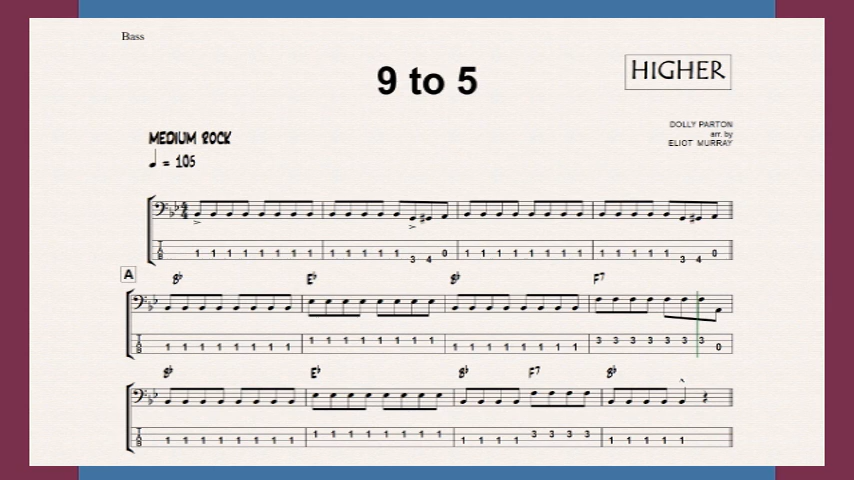 Bass
9 to 5
HIGHER
DOLLY PARTON
arr. by
ELIOT MURRAY
MEDIUM ROCK
♩ = 105
1 1 1 1 1 1 1 1 1 1 1 1 1 3 4 0 1 1 1 1 1 1 1 1 1 1 1 1 1 3 4 0
A
B♭ E♭ B♭ F7
1 1 1 1 1 1 1 1 1 1 1 1 1 1 1 1 1 1 1 1 1 1 1 1 3 3 3 3 3 3 3 0
B♭ E♭ B♭ F7 B♭
1 1 1 1 1 1 1 1 1 1 1 1 1 1 1 1 1 1 1 1 3 3 3 3 1 1 1 1 1